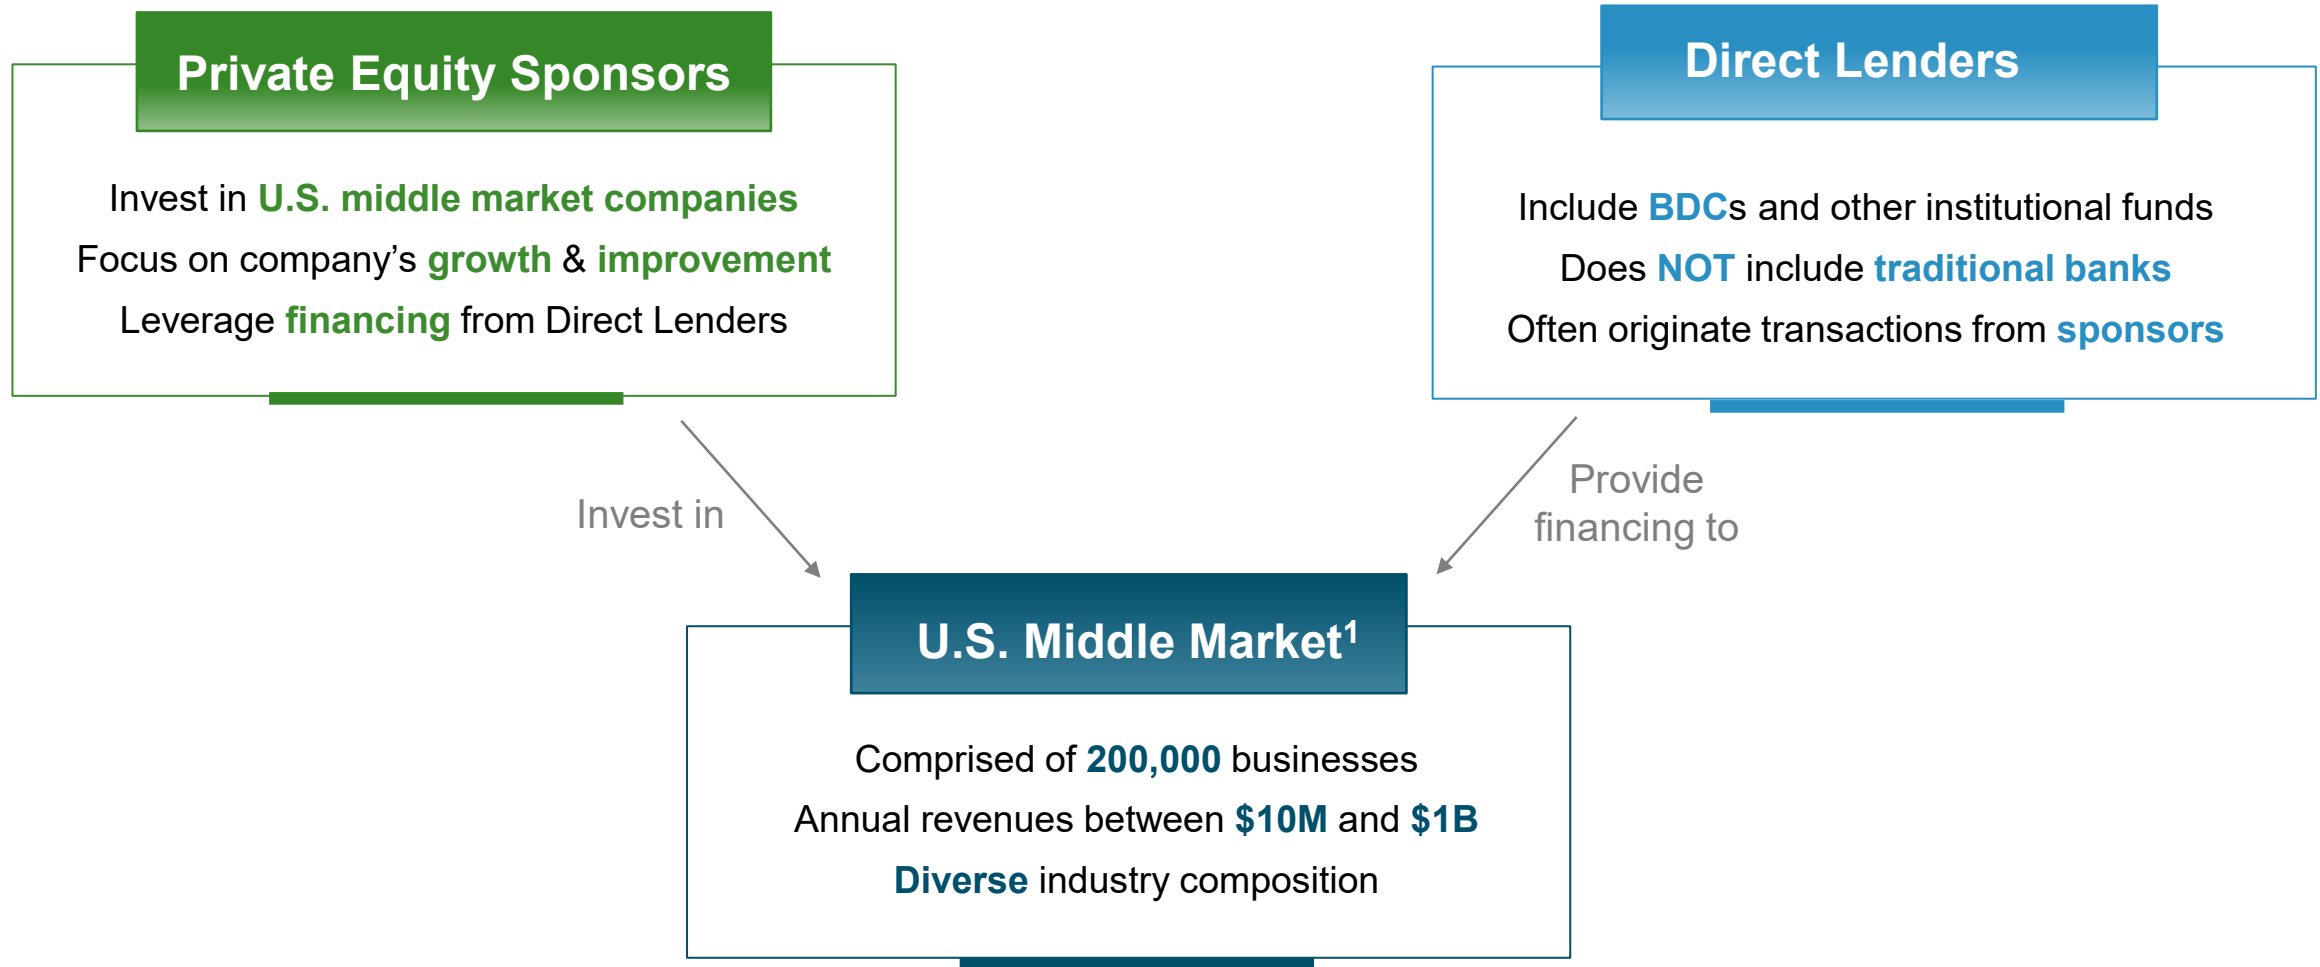 Private Equity Sponsors
Invest in U.S. middle market companies
Focus on company’s growth & improvement
Leverage financing from Direct Lenders
Direct Lenders
Include BDCs and other institutional funds
Does NOT include traditional banks
Often originate transactions from sponsors
Invest in
Provide
financing to
U.S. Middle Market¹
Comprised of 200,000 businesses
Annual revenues between $10M and $1B
Diverse industry composition